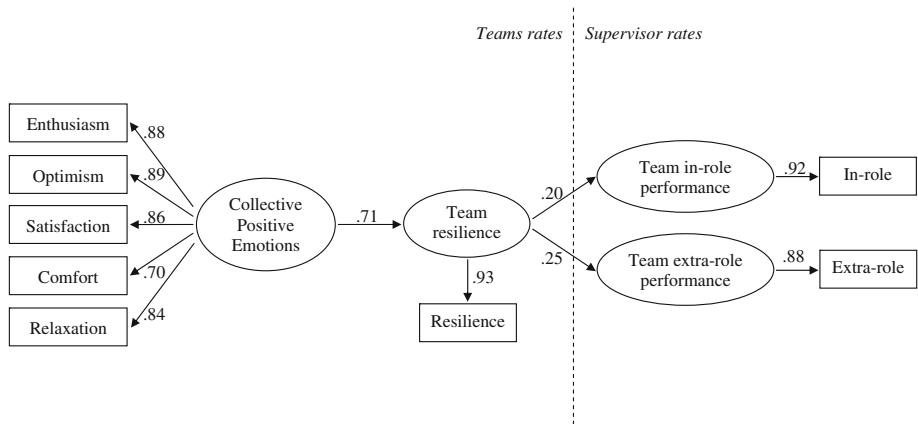 Teams rates
Supervisor rates
Enthusiasm
Optimism
Satisfaction
Comfort
Relaxation
.88
.89
.86
.70
.84
Collective
Positive
Emotions
.71
Team
resilience
.93
Resilience
.20
.25
Team in-role
performance
.92
In-role
Team extra-role
performance
.88
Extra-role